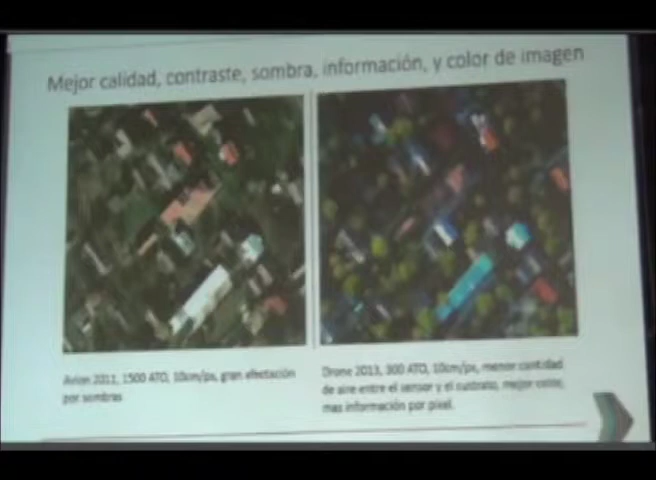 Mejor calidad, contraste, sombra, información, y color de imagen
Avion 2011, 1500 ATO, 10cm/px, gran afectación
por sombras
Drone 2013, 300 ATO, 10cm/px, menor cantidad
de aire entre el sensor y el sustrato, mejor color,
mas información por pixel.